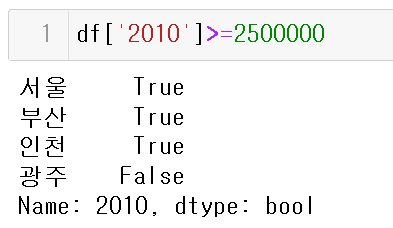 1 df['2010']>=2500000
서울 True
부산 True
인천 True
광주 False
Name: 2010, dtype: bool